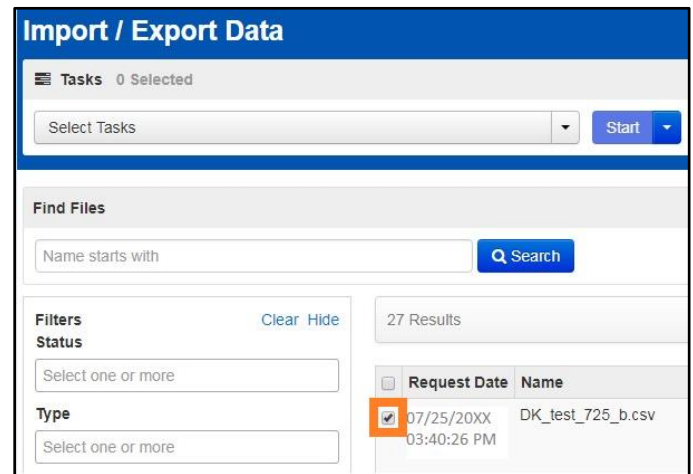 Import / Export Data
Tasks 0 Selected
Select Tasks
Start
Find Files
Name starts with
Search
Filters Clear Hide
Status
Select one or more
Type
Select one or more
27 Results
Request Date Name
07/25/20XX DK_test_725_b.csv
03:40:26 PM